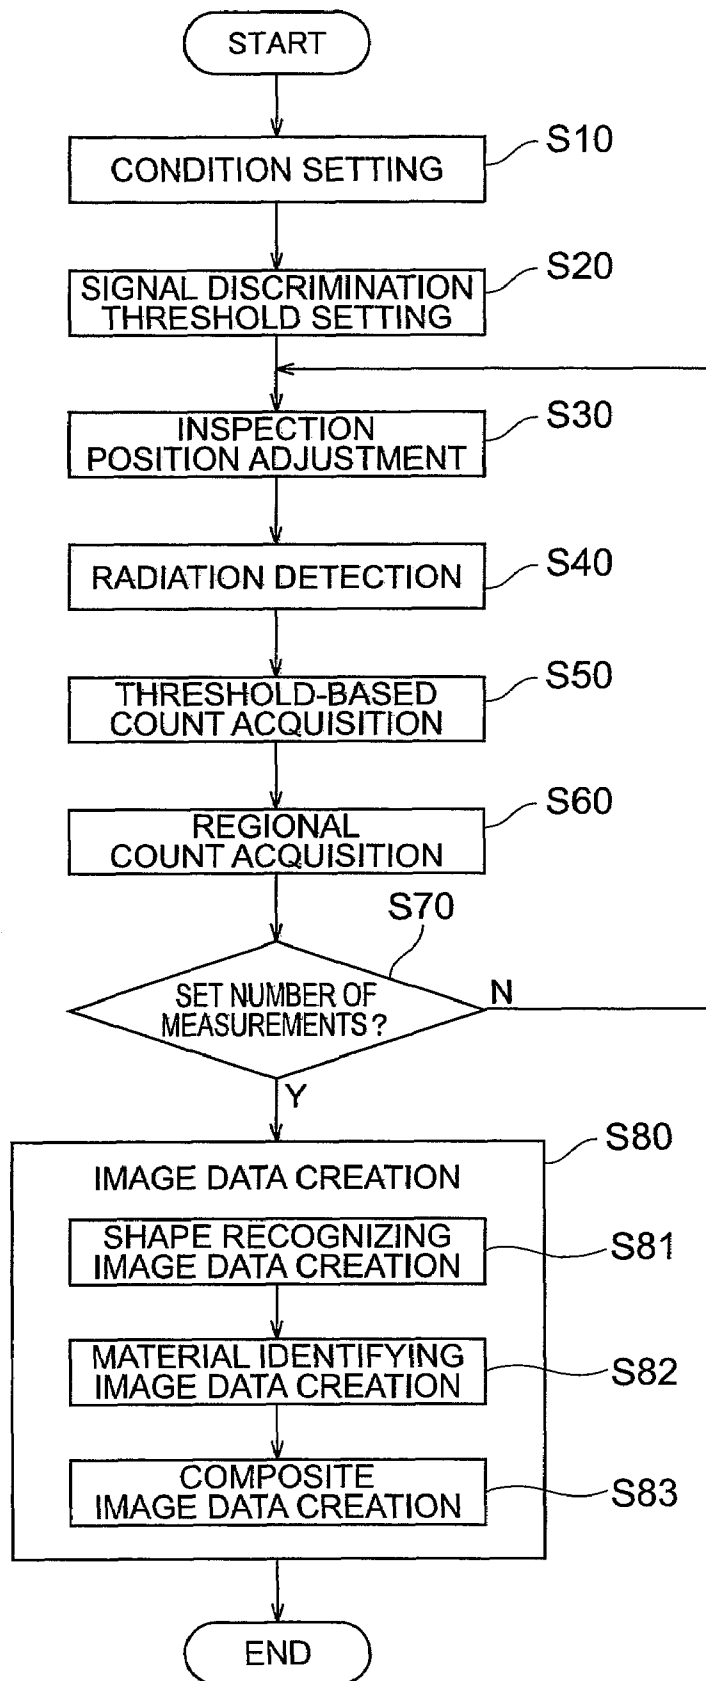 START
CONDITION SETTING
S10
SIGNAL DISCRIMINATION
THRESHOLD SETTING
S20
INSPECTION
POSITION ADJUSTMENT
S30
RADIATION DETECTION
S40
THRESHOLD-BASED
COUNT ACQUISITION
S50
REGIONAL
COUNT ACQUISITION
S60
S70
SET NUMBER OF
MEASUREMENTS?
N
Y
S80
IMAGE DATA CREATION
SHAPE RECOGNIZING
IMAGE DATA CREATION
S81
MATERIAL IDENTIFYING
IMAGE DATA CREATION
S82
COMPOSITE
IMAGE DATA CREATION
S83
END